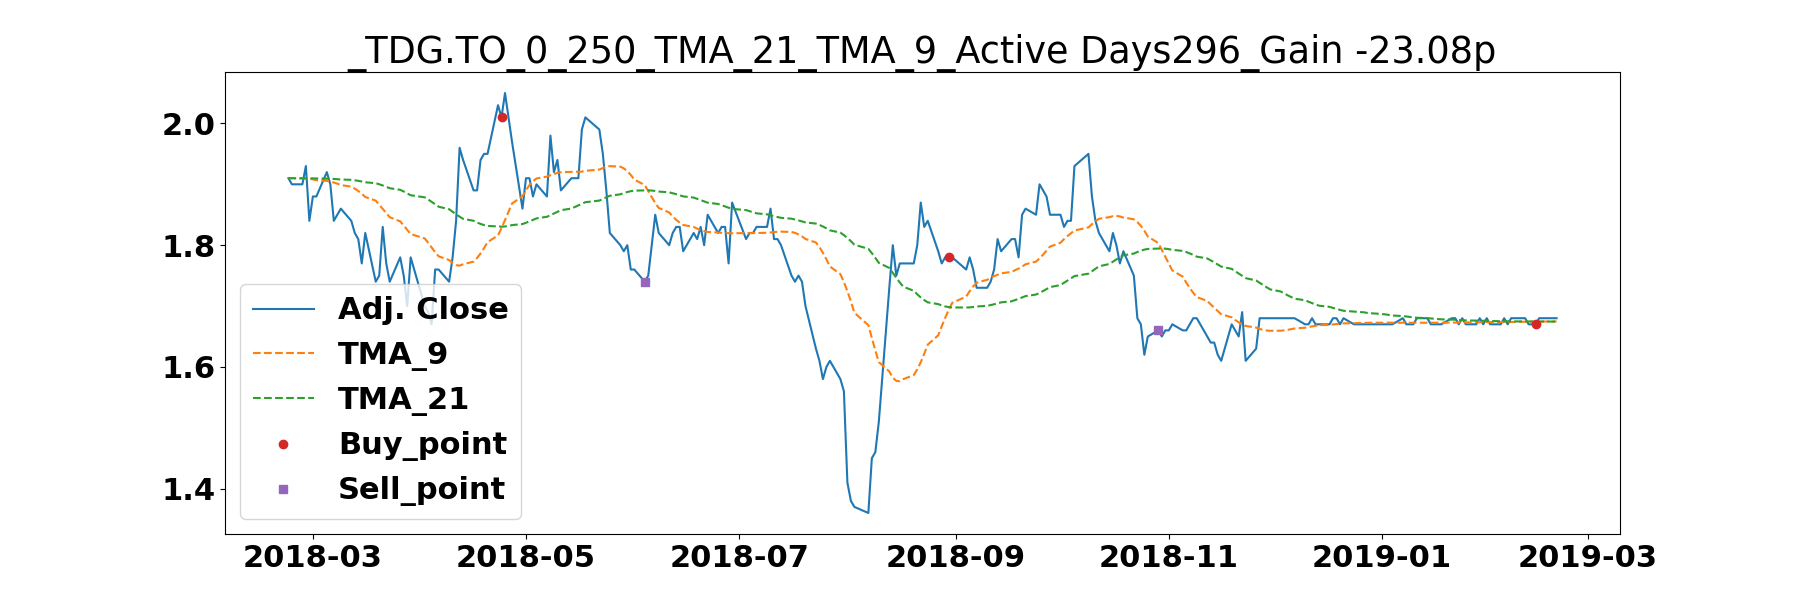 _TDG.TO_0_250_TMA_21_TMA_9_Active Days296_Gain -23.08p
2.0
1.8
1.6
1.4
Adj. Close
TMA_9
TMA_21
Buy_point
Sell_point
2018-03 2018-05 2018-07 2018-09 2018-11 2019-01 2019-03